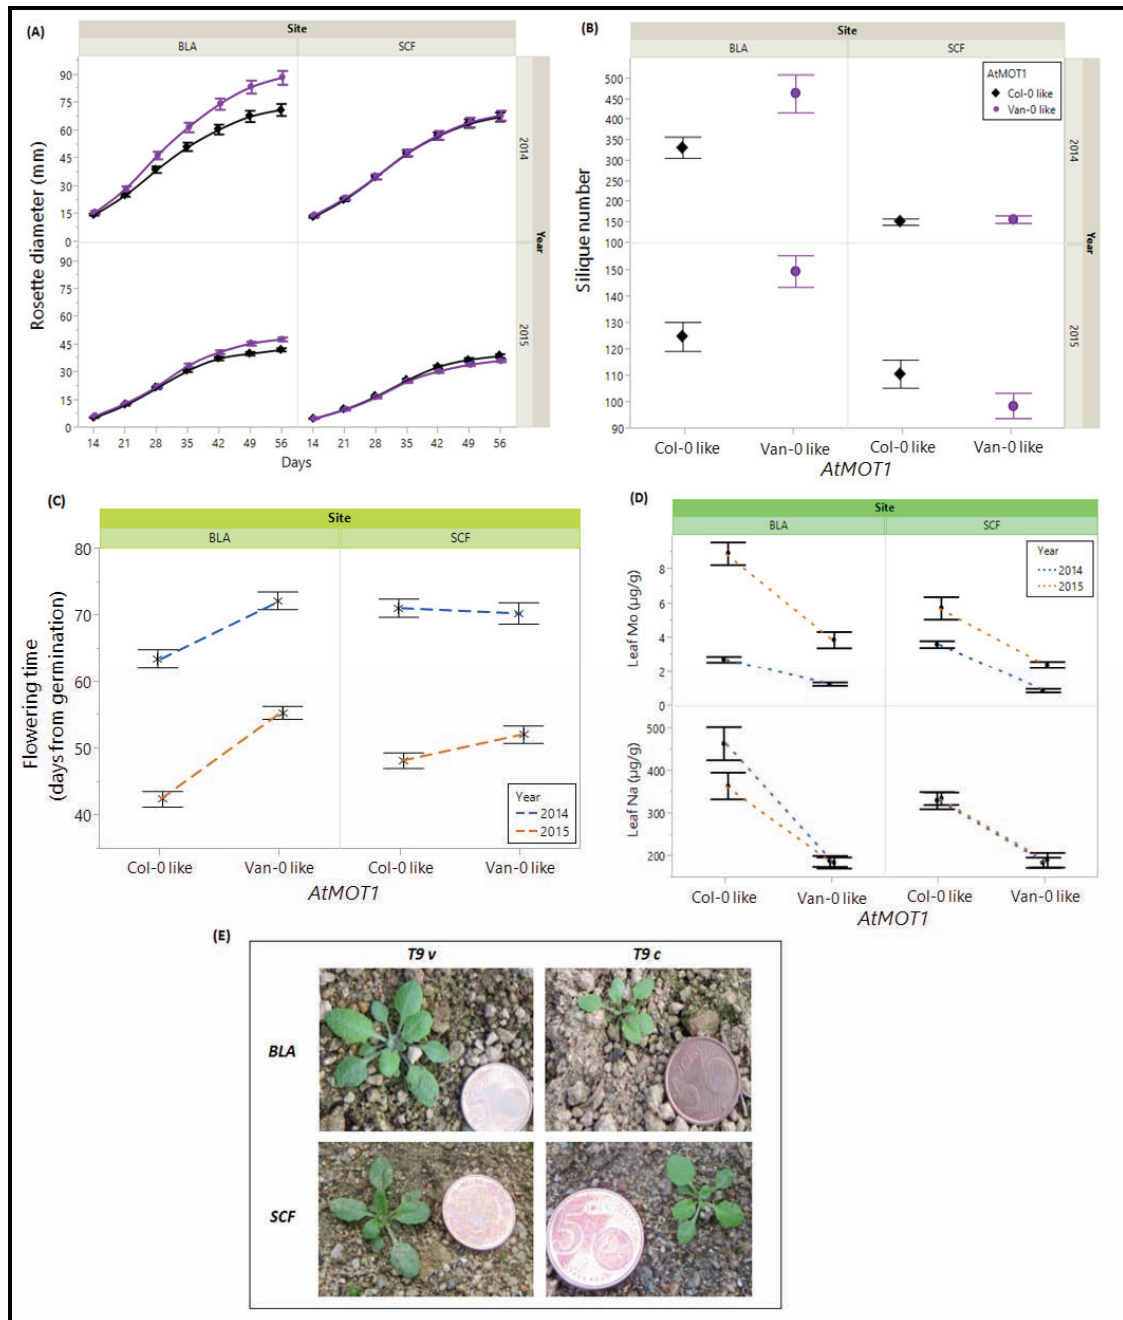 (A)
Site
BLA SCF
Rosette diameter (mm)
90
75
60
45
30
15
0
2014
90
75
60
45
30
15
0
2015
Year
14 21 28 35 42 49 56 14 21 28 35 42 49 56
Days
(B)
Site
BLA SCF
Silique number
500
450
400
350
300
250
200
150
100
2014
150
140
130
120
110
100
90
2015
Year
AtMOT1
Col-0 like
Van-0 like
Col-0 like Van-0 like Col-0 like Van-0 like
AtMOT1
(C)
Site
BLA SCF
Flowering time
(days from germination)
80
70
60
50
40
Year
2014
2015
Col-0 like Van-0 like Col-0 like Van-0 like
AtMOT1
(D)
Site
BLA SCF
Year
2014
2015
Leaf Mo (µg/g)
8
6
4
2
0
Leaf Na (µg/g)
500
400
300
200
Col-0 like Van-0 like Col-0 like Van-0 like
AtMOT1
(E)
T9 v T9 c
BLA
SCF
5